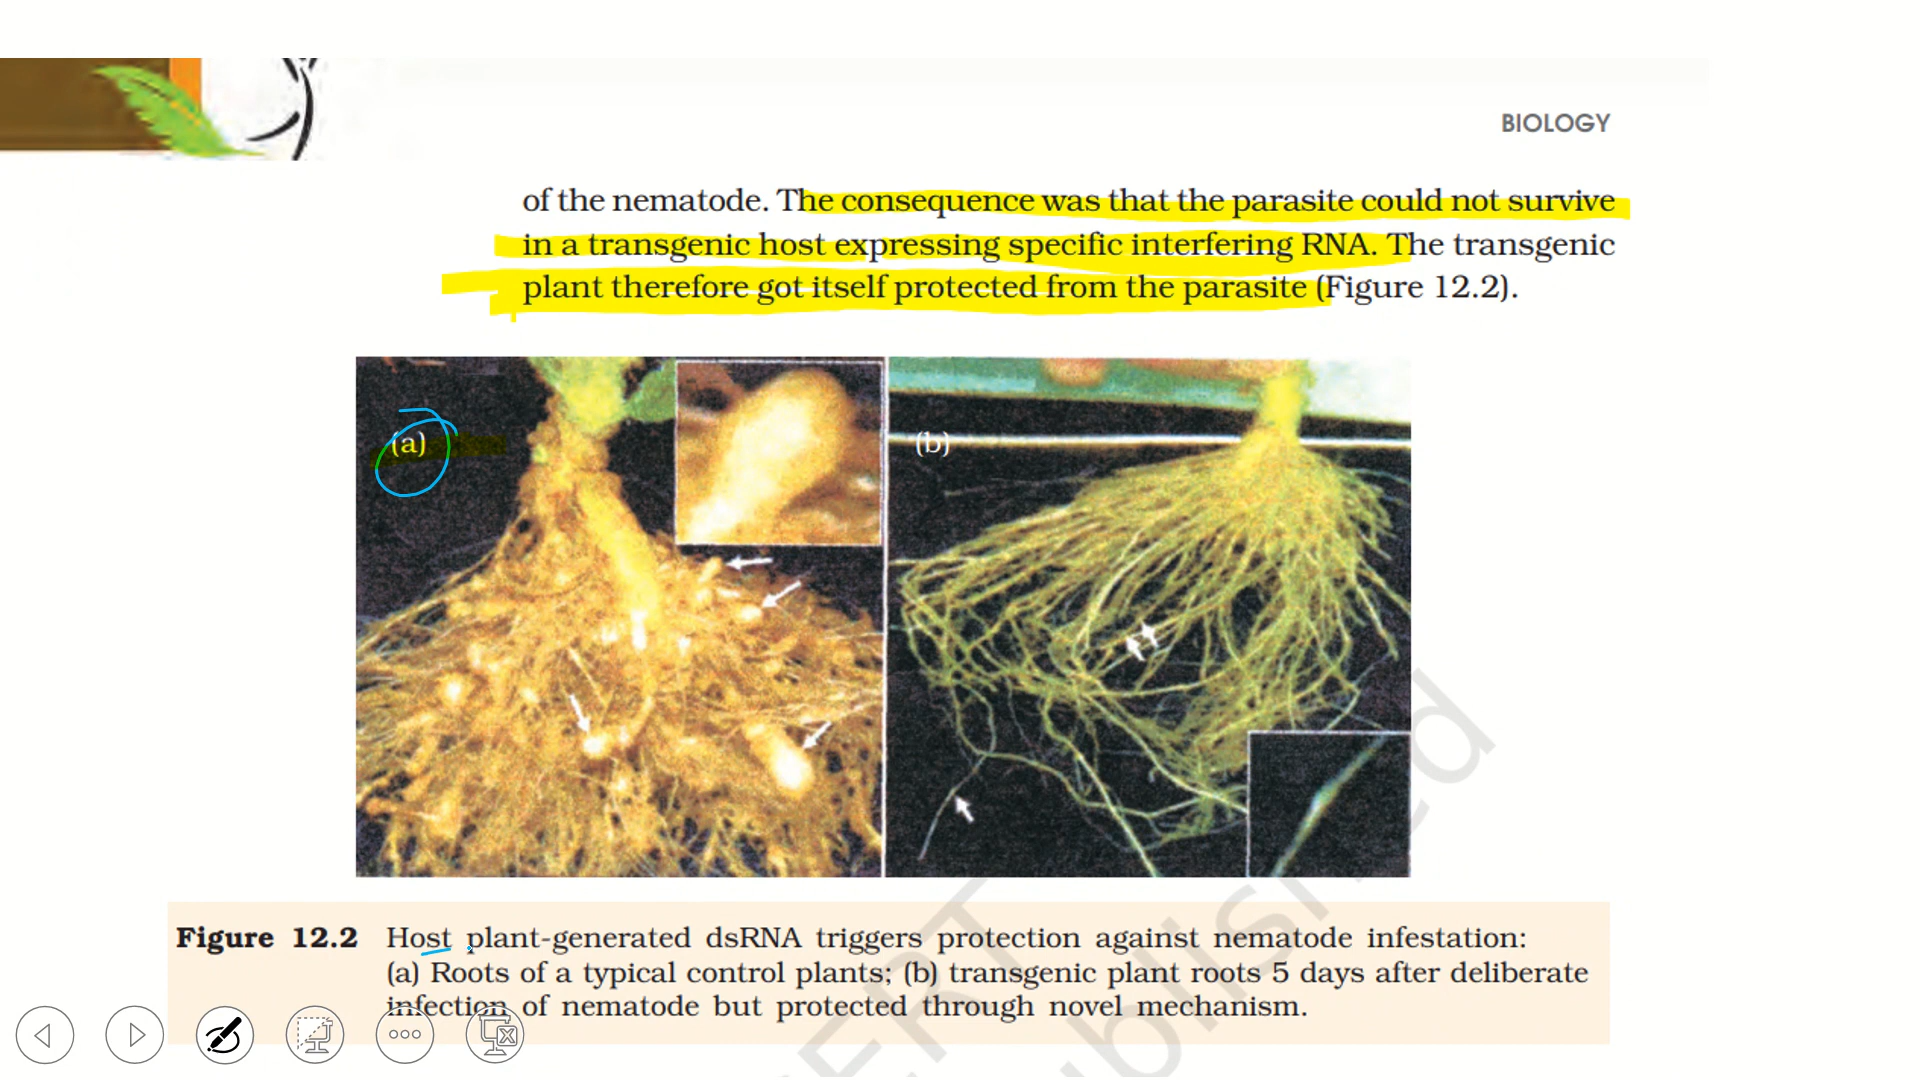 BIOLOGY
of the nematode. The consequence was that the parasite could not survive
in a transgenic host expressing specific interfering RNA. The transgenic
plant therefore got itself protected from the parasite (Figure 12.2).
(a)
(b)
Figure 12.2 Host plant-generated dsRNA triggers protection against nematode infestation:
(a) Roots of a typical control plants; (b) transgenic plant roots 5 days after deliberate
infection of nematode but protected through novel mechanism.